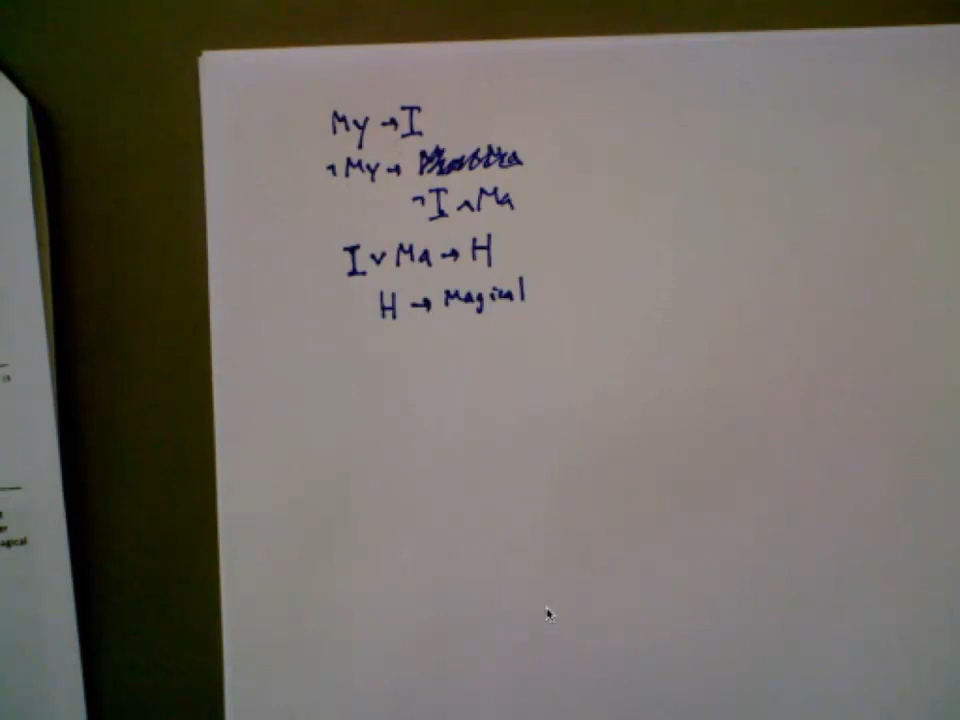 My → I
¬My →
¬I ∧ Ma
I ∨ Ma → H
H → Magical